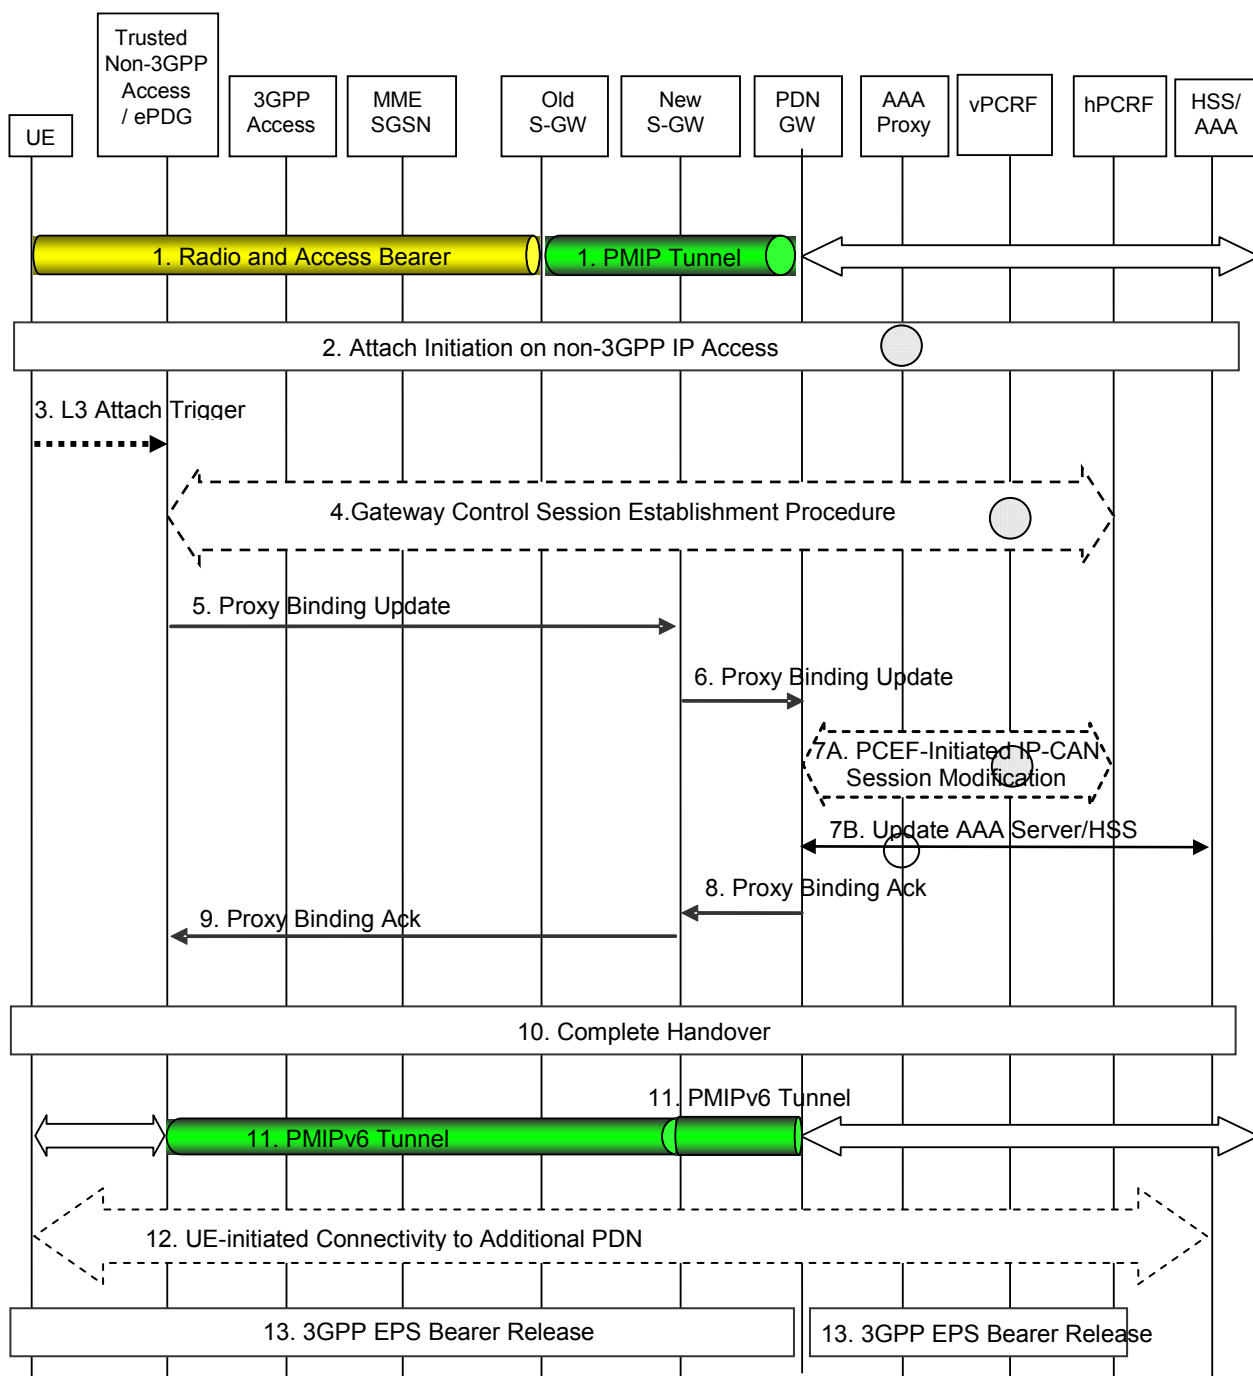 Trusted
Non-3GPP
Access
/ ePDG
UE
3GPP
Access
MME
SGSN
Old
S-GW
New
S-GW
PDN
GW
AAA
Proxy
vPCRF
hPCRF
HSS/
AAA
1. Radio and Access Bearer
1. PMIP Tunnel
2. Attach Initiation on non-3GPP IP Access
3. L3 Attach Trigger
4.Gateway Control Session Establishment Procedure
5. Proxy Binding Update
6. Proxy Binding Update
7A. PCEF-Initiated IP-CAN
Session Modification
7B. Update AAA Server/HSS
8. Proxy Binding Ack
9. Proxy Binding Ack
10. Complete Handover
11. PMIPv6 Tunnel
11. PMIPv6 Tunnel
12. UE-initiated Connectivity to Additional PDN
13. 3GPP EPS Bearer Release
13. 3GPP EPS Bearer Release